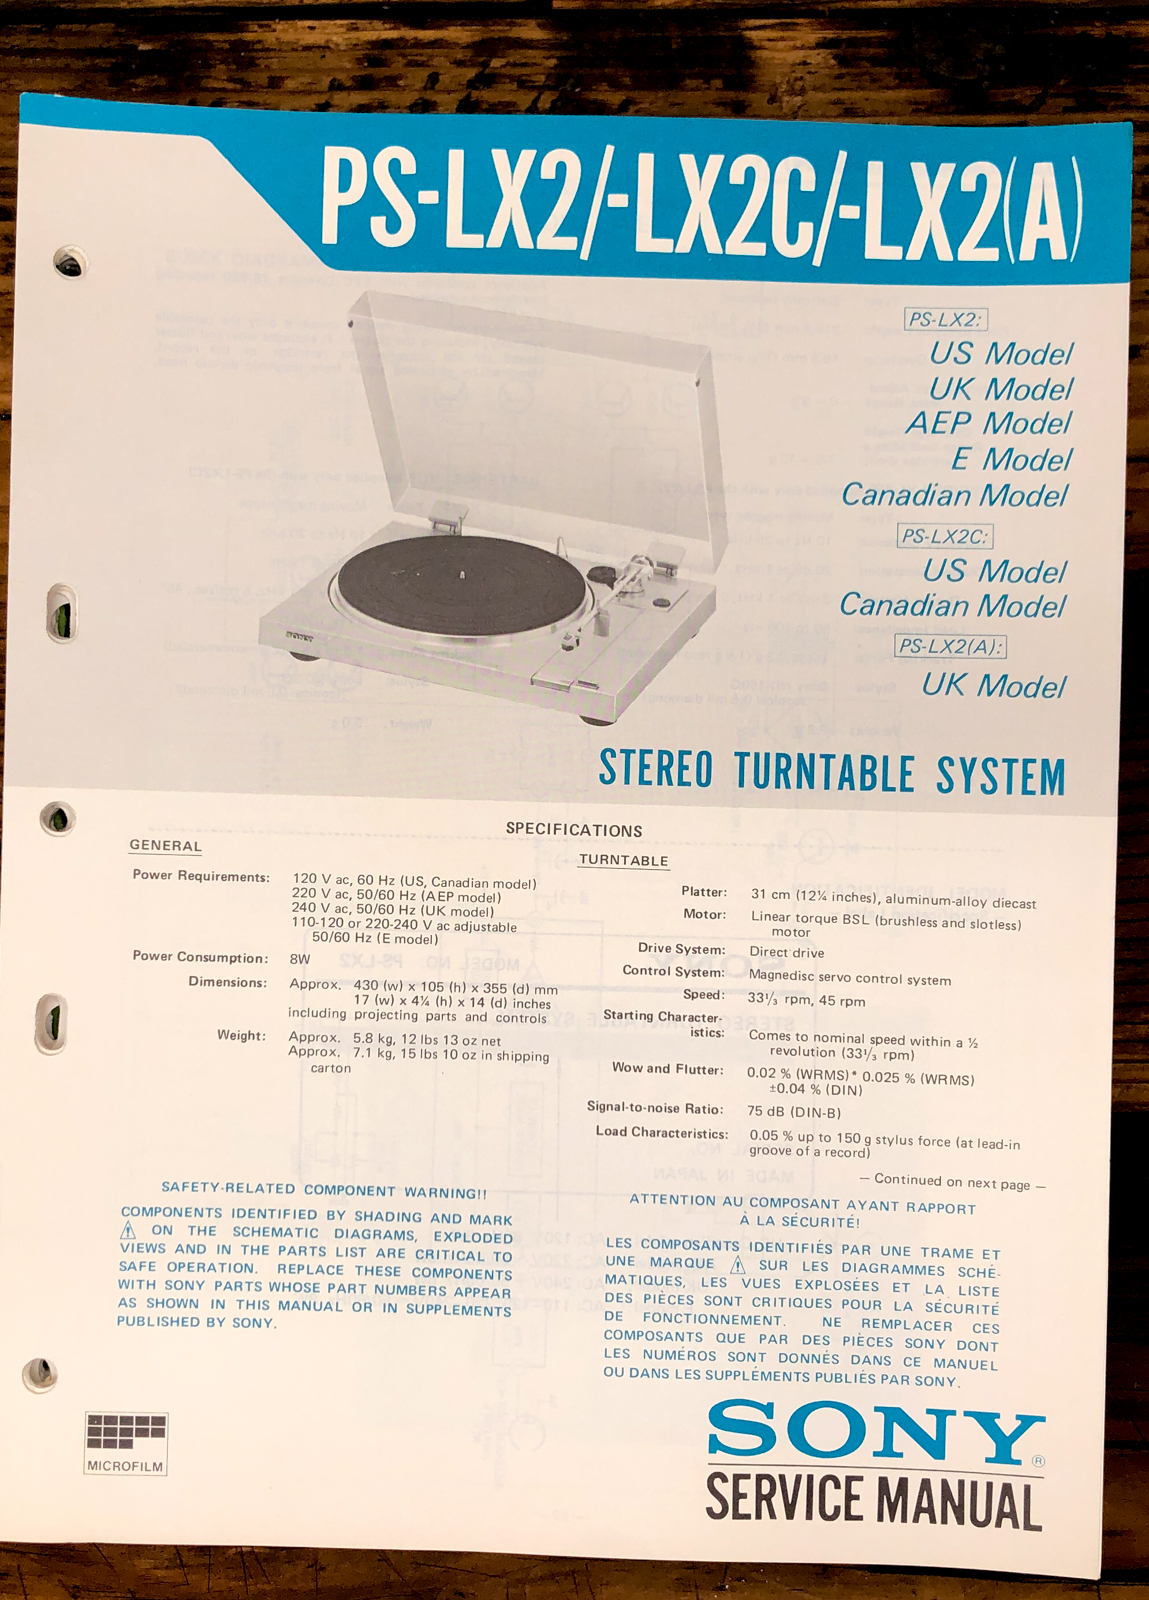 PS-LX2/-LX2C/-LX2(A)
PS-LX2:
US Model
UK Model
AEP Model
E Model
Canadian Model
PS-LX2C:
US Model
Canadian Model
PS-LX2(A):
UK Model
SONY
STEREO TURNTABLE SYSTEM
SPECIFICATIONS
GENERAL
Power Requirements: 120 V ac, 60 Hz (US, Canadian model)
220 V ac, 50/60 Hz (AEP model)
240 V ac, 50/60 Hz (UK model)
110-120 or 220-240 V ac adjustable
50/60 Hz (E model)
Power Consumption: 8W
Dimensions: Approx. 430 (w) x 105 (h) x 355 (d) mm
17 (w) x 4¼ (h) x 14 (d) inches
including projecting parts and controls
Weight: Approx. 5.8 kg, 12 lbs 13 oz net
Approx. 7.1 kg, 15 lbs 10 oz in shipping
carton
TURNTABLE
Platter: 31 cm (12¼ inches), aluminum-alloy diecast
Motor: Linear torque BSL (brushless and slotless)
motor
Drive System: Direct drive
Control System: Magnedisc servo control system
Speed: 33⅓ rpm, 45 rpm
Starting Character-
istics: Comes to nominal speed within a ½
revolution (33⅓ rpm)
Wow and Flutter: 0.02 % (WRMS)* 0.025 % (WRMS)
±0.04 % (DIN)
Signal-to-noise Ratio: 75 dB (DIN-B)
Load Characteristics: 0.05 % up to 150 g stylus force (at lead-in
groove of a record)
— Continued on next page —
SAFETY-RELATED COMPONENT WARNING!!
COMPONENTS IDENTIFIED BY SHADING AND MARK
⚠ ON THE SCHEMATIC DIAGRAMS, EXPLODED
VIEWS AND IN THE PARTS LIST ARE CRITICAL TO
SAFE OPERATION. REPLACE THESE COMPONENTS
WITH SONY PARTS WHOSE PART NUMBERS APPEAR
AS SHOWN IN THIS MANUAL OR IN SUPPLEMENTS
PUBLISHED BY SONY.
ATTENTION AU COMPOSANT AYANT RAPPORT
À LA SÉCURITÉ!
LES COMPOSANTS IDENTIFIÉS PAR UNE TRAME ET
UNE MARQUE ⚠ SUR LES DIAGRAMMES SCHÉ-
MATIQUES, LES VUES EXPLOSÉES ET LA LISTE
DES PIÈCES SONT CRITIQUES POUR LA SÉCURITÉ
DE FONCTIONNEMENT. NE REMPLACER CES
COMPOSANTS QUE PAR DES PIÈCES SONY DONT
LES NUMÉROS SONT DONNÉS DANS CE MANUEL
OU DANS LES SUPPLÉMENTS PUBLIÉS PAR SONY.
MICROFILM
SONY®
SERVICE MANUAL